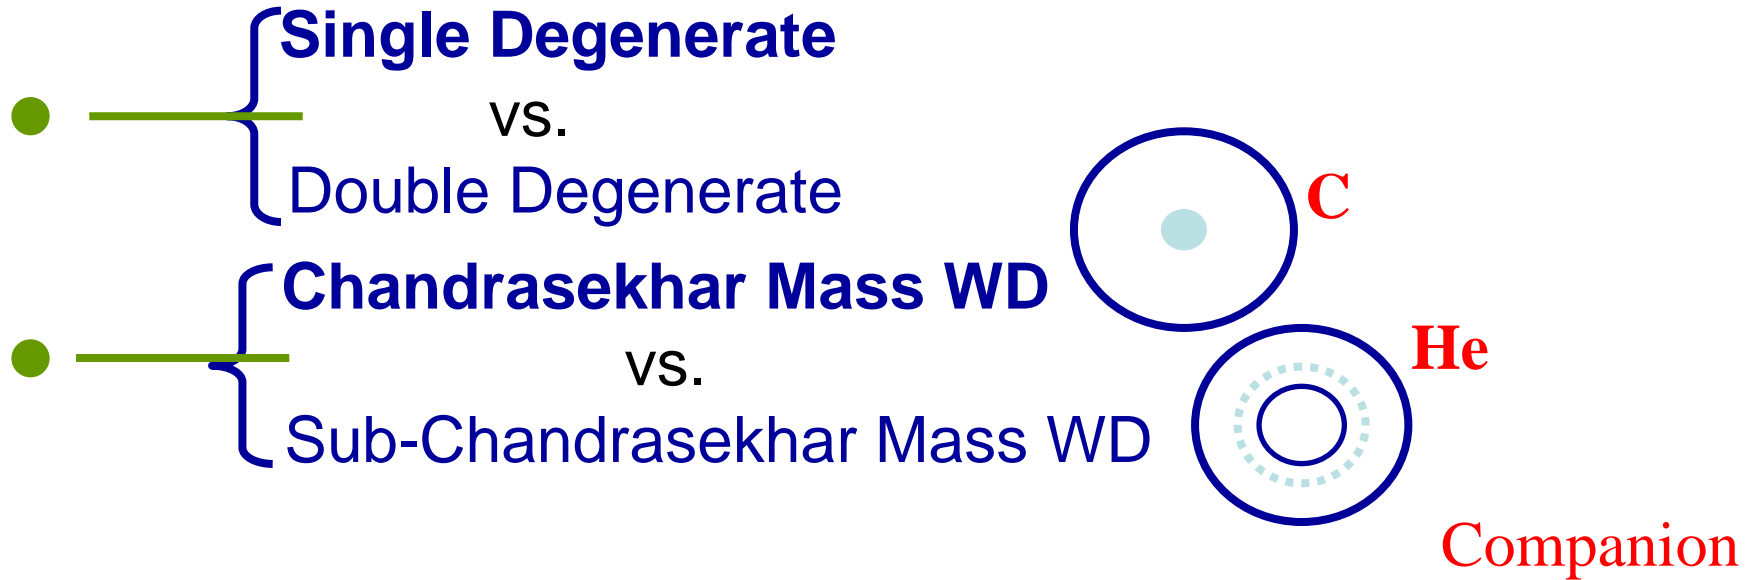 Single Degenerate
vs.
Double Degenerate
C
Chandrasekhar Mass WD
He
vs.
Sub-Chandrasekhar Mass WD
Companion